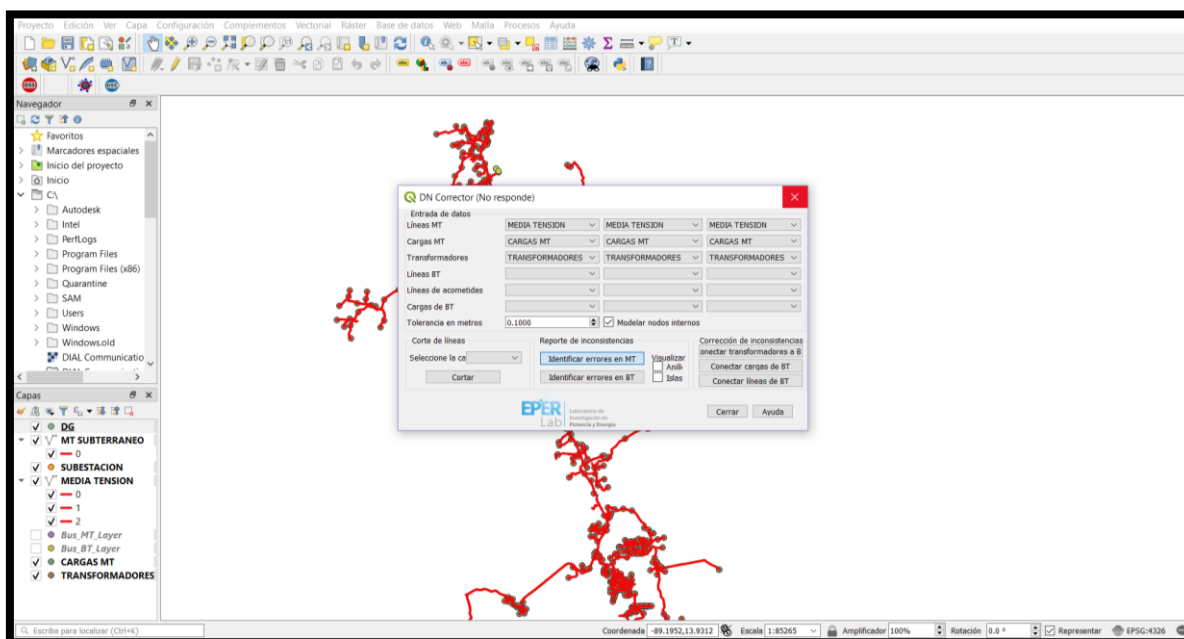 Proyecto Edición Ver Capa Configuración Complementos Vectorial Ráster Base de datos Web Malla Procesos Ayuda
Navegador
Favoritos
Marcadores espaciales
Inicio del proyecto
Inicio
C:\
Autodesk
Intel
PerfLogs
Program Files
Program Files (x86)
Quarantine
SAM
Users
Windows
Windows.old
DIAL Communicatio
Capas
DG
MT SUBTERRANEO
0
SUBESTACION
MEDIA TENSION
0
1
2
Bus_MT_Layer
Bus_BT_Layer
CARGAS MT
TRANSFORMADORES
DN Corrector (No responde)
Entrada de datos
Líneas MT MEDIA TENSION MEDIA TENSION MEDIA TENSION
Cargas MT CARGAS MT CARGAS MT CARGAS MT
Transformadores TRANSFORMADORES TRANSFORMADORES TRANSFORMADORES
Líneas BT
Líneas de acometidas
Cargas de BT
Tolerancia en metros 0.1000 Modelar nodos internos
Corte de líneas
Seleccione la ca
Cortar
Reporte de inconsistencias
Identificar errores en MT
Identificar errores en BT
Visualizar
Anill
Islas
Corrección de inconsistencias
onectar transformadores a B
Conectar cargas de BT
Conectar líneas de BT
EPER Lab
Laboratorio de
Investigación en
Potencia y Energía
Cerrar Ayuda
Escriba para localizar (Ctrl+K) Coordenada -89.1952,13.9312 Escala 1:85265 Amplificador 100% Rotación 0.0 ° Representar EPSG:4326